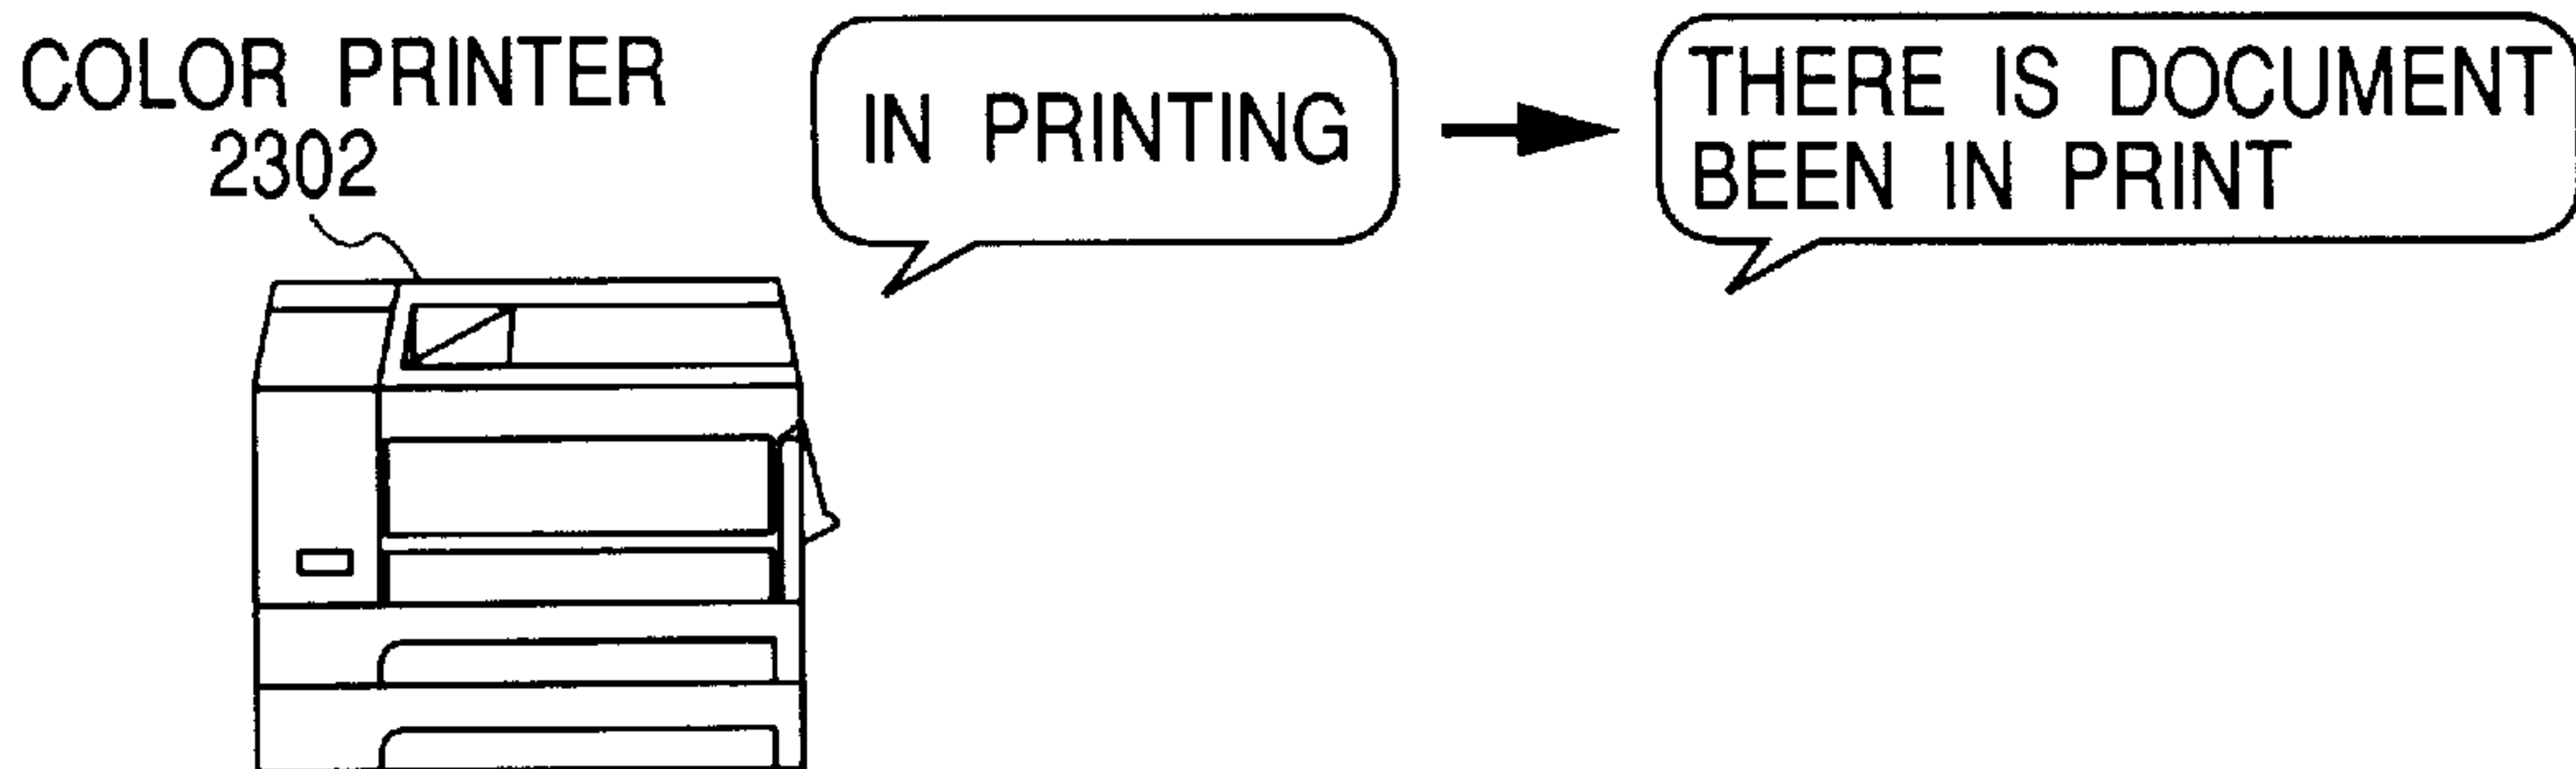 COLOR PRINTER
2302
IN PRINTING
THERE IS DOCUMENT
BEEN IN PRINT